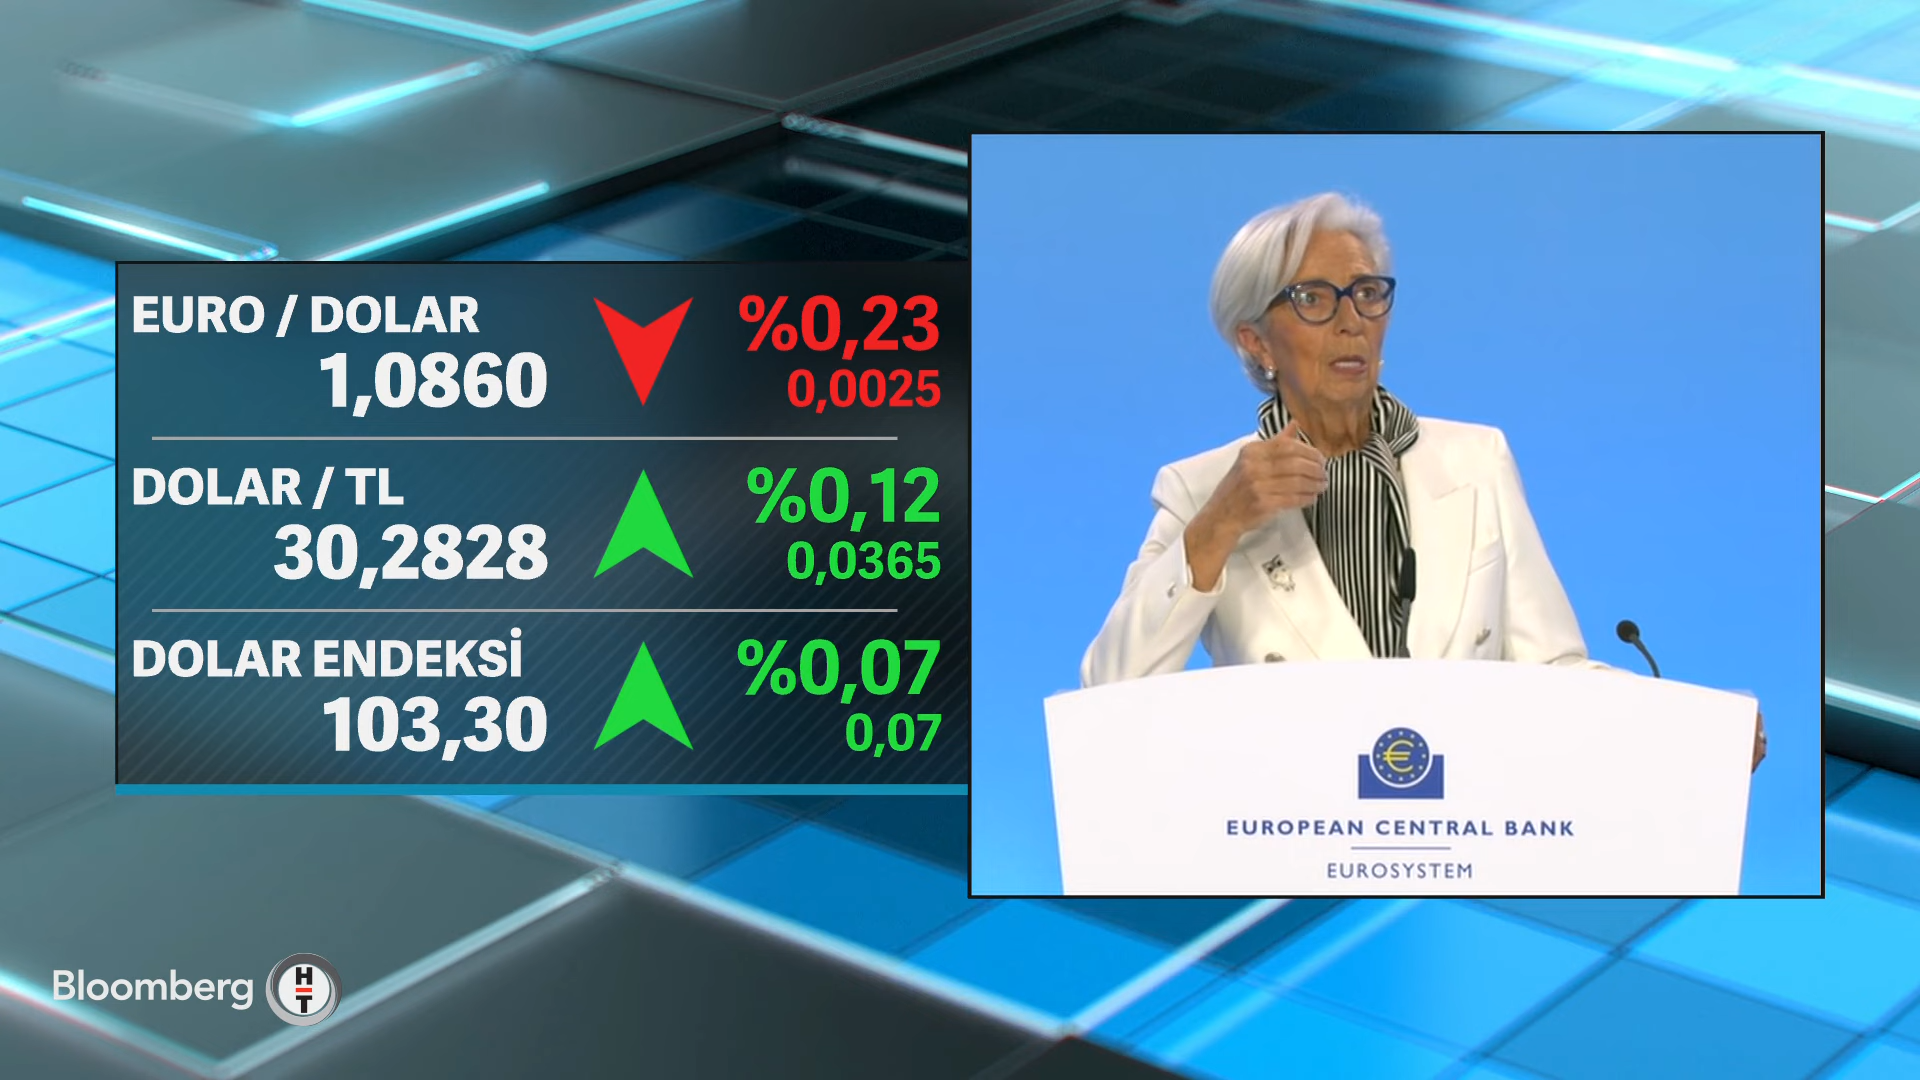 EURO / DOLAR
1,0860
%0,23
0,0025
DOLAR / TL
30,2828
%0,12
0,0365
DOLAR ENDEKSİ
103,30
%0,07
0,07
€
EUROPEAN CENTRAL BANK
EUROSYSTEM
Bloomberg HT